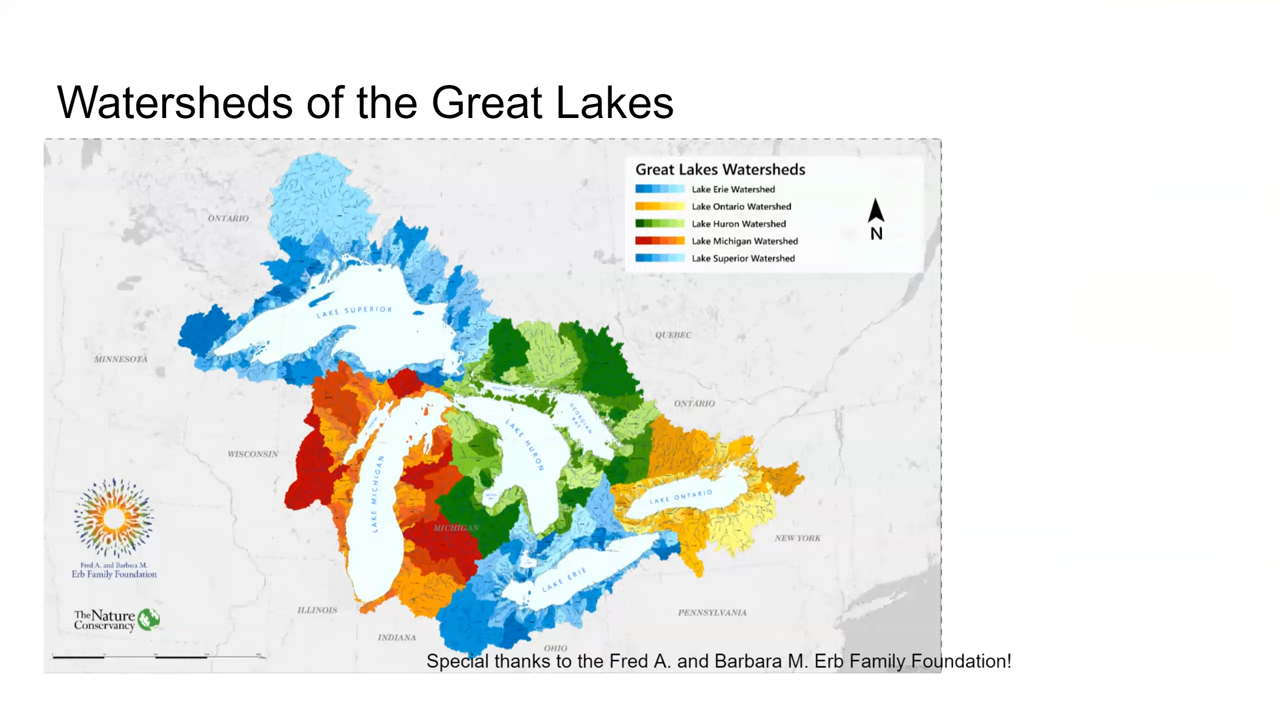 Watersheds of the Great Lakes
Great Lakes Watersheds
Lake Erie Watershed
Lake Ontario Watershed
Lake Huron Watershed
Lake Michigan Watershed
Lake Superior Watershed
N
ONTARIO
LAKE SUPERIOR
MINNESOTA
QUEBEC
ONTARIO
GEORGIAN BAY
WISCONSIN
LAKE MICHIGAN
LAKE HURON
LAKE ONTARIO
MICHIGAN
NEW YORK
LAKE ERIE
Fred A. and Barbara M.
Erb Family Foundation
The Nature
Conservancy
ILLINOIS
INDIANA
OHIO
PENNSYLVANIA
Special thanks to the Fred A. and Barbara M. Erb Family Foundation!